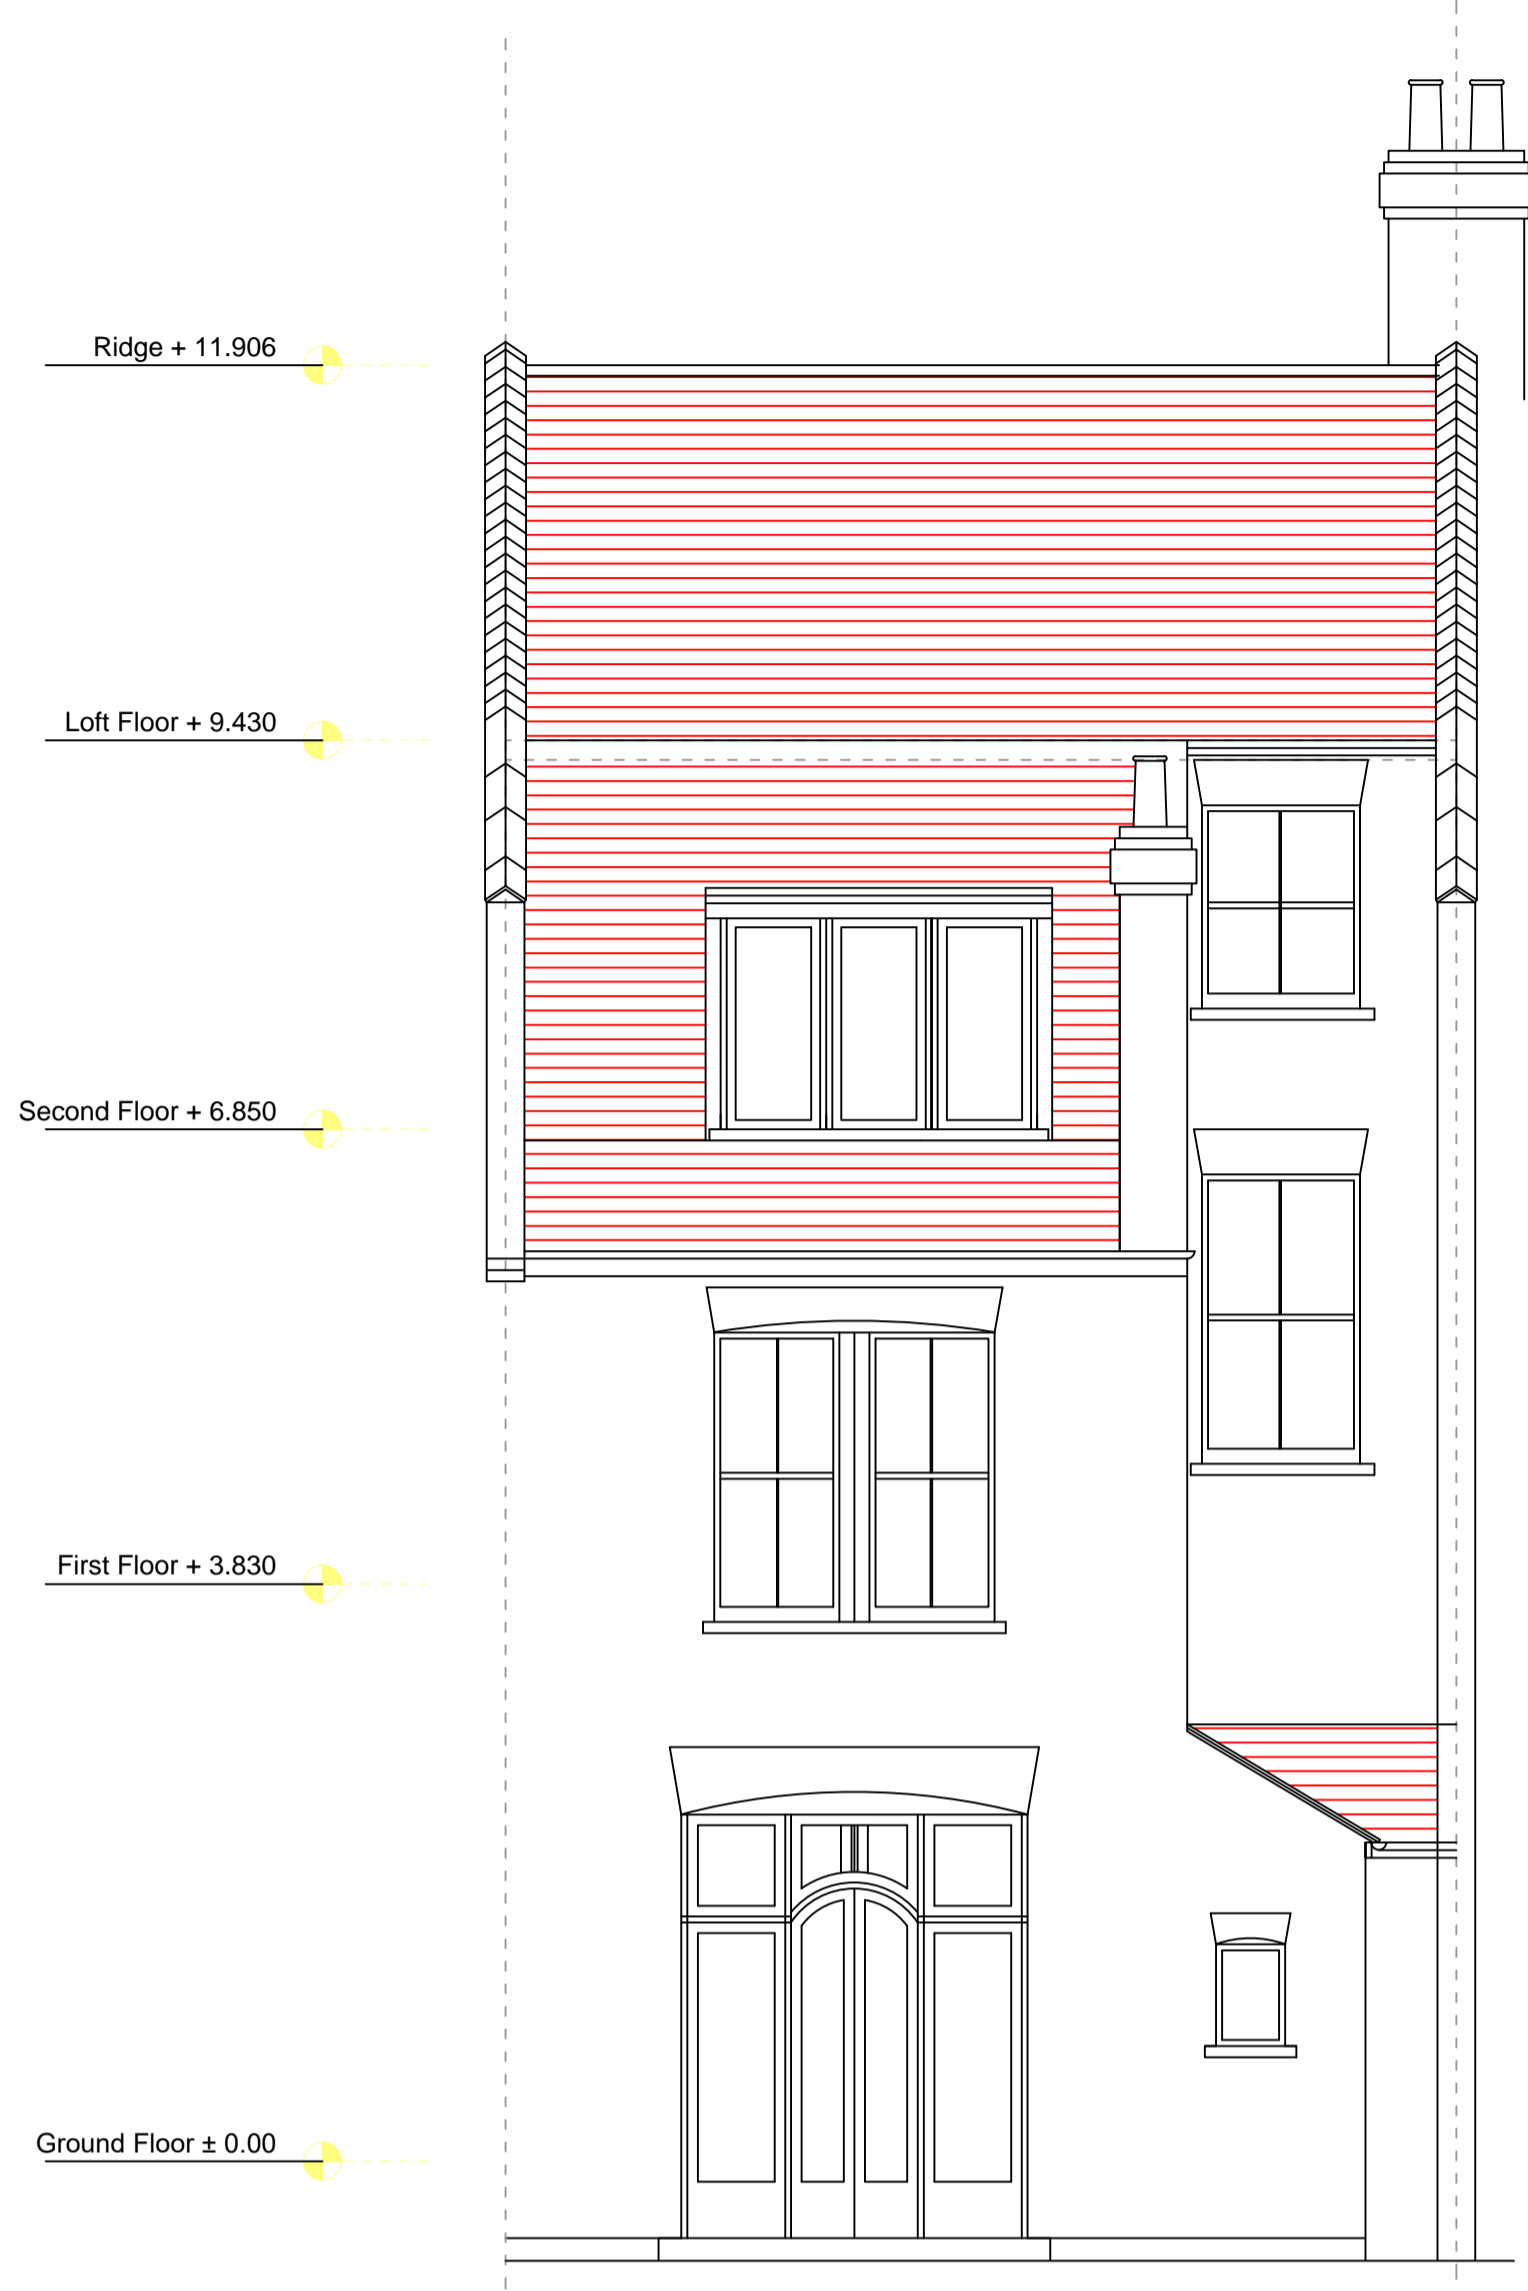 Ridge + 11.906
Loft Floor + 9.430
Second Floor + 6.850
First Floor + 3.830
Ground Floor ± 0.00